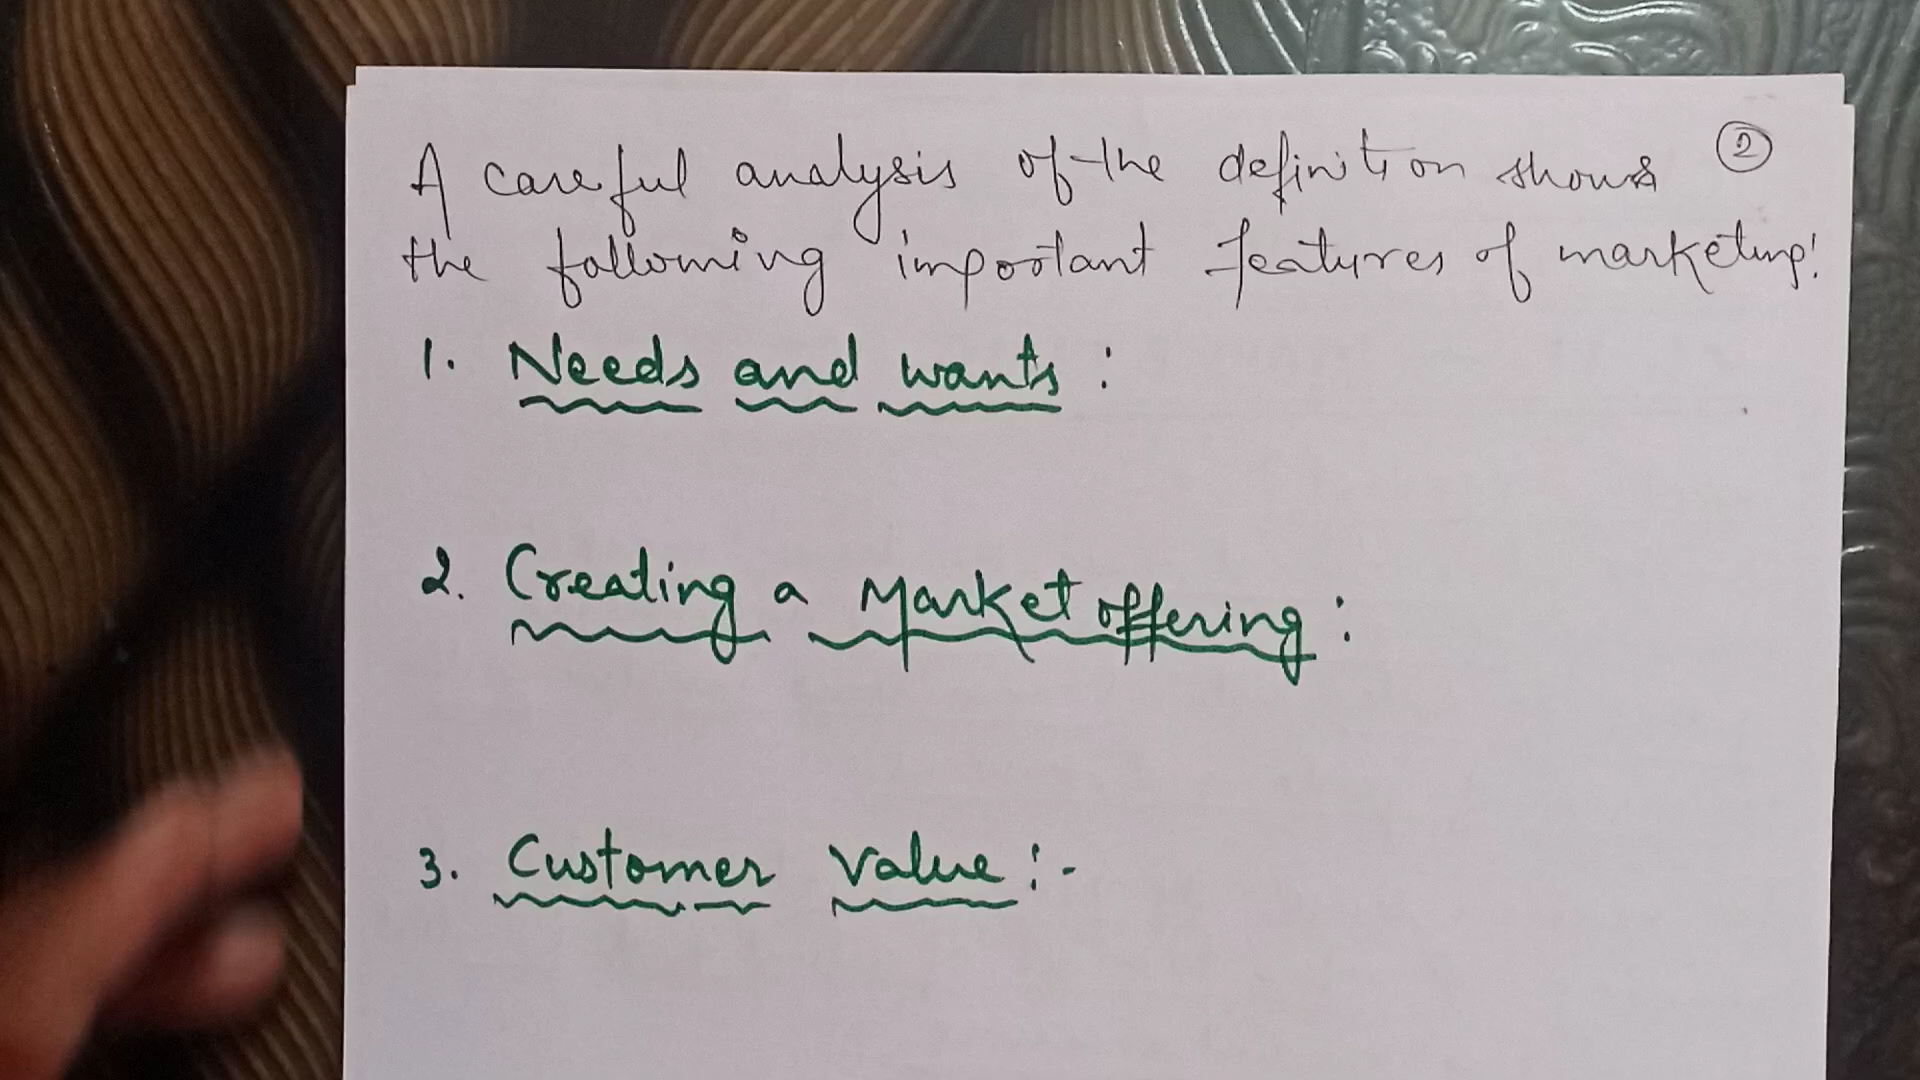 A careful analysis of the definition shows ②
the following important features of marketing:
1. Needs and wants :
2. Creating a Market offering :
3. Customer Value :-